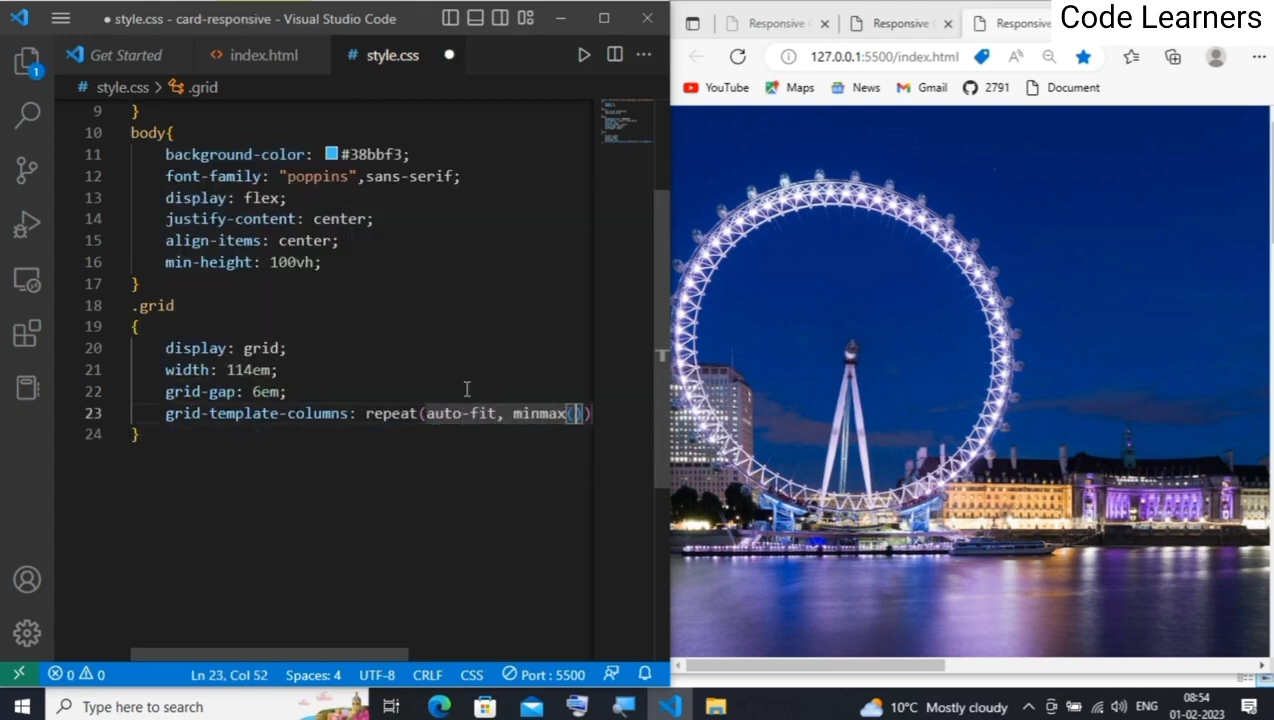 style.css - card-responsive - Visual Studio Code
Responsive
Responsive
Responsive
Code Learners
Get Started
index.html
style.css
127.0.0.1:5500/index.html
style.css > .grid
YouTube
Maps
News
Gmail
2791
Document
9 }
10 body{
11 background-color: #38bbf3;
12 font-family: "poppins",sans-serif;
13 display: flex;
14 justify-content: center;
15 align-items: center;
16 min-height: 100vh;
17 }
18 .grid
19 {
20 display: grid;
21 width: 114em;
22 grid-gap: 6em;
23 grid-template-columns: repeat(auto-fit, minmax())
24 }
1
0 0
Ln 23, Col 52
Spaces: 4
UTF-8
CRLF
CSS
Port : 5500
Type here to search
10°C Mostly cloudy
ENG
08:54
01-02-2023